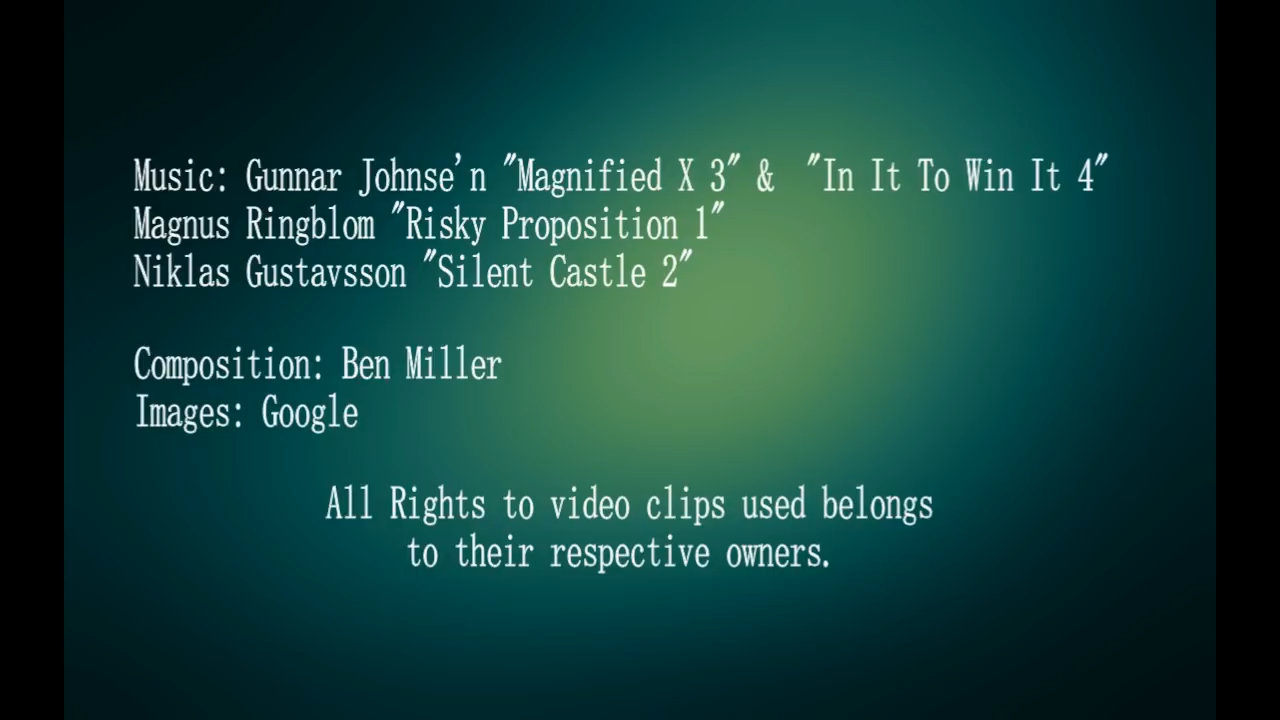 Music: Gunnar Johnse'n "Magnified X 3" &  "In It To Win It 4"
Magnus Ringblom "Risky Proposition 1"
Niklas Gustavsson "Silent Castle 2"
Composition: Ben Miller
Images: Google
All Rights to video clips used belongs
to their respective owners.